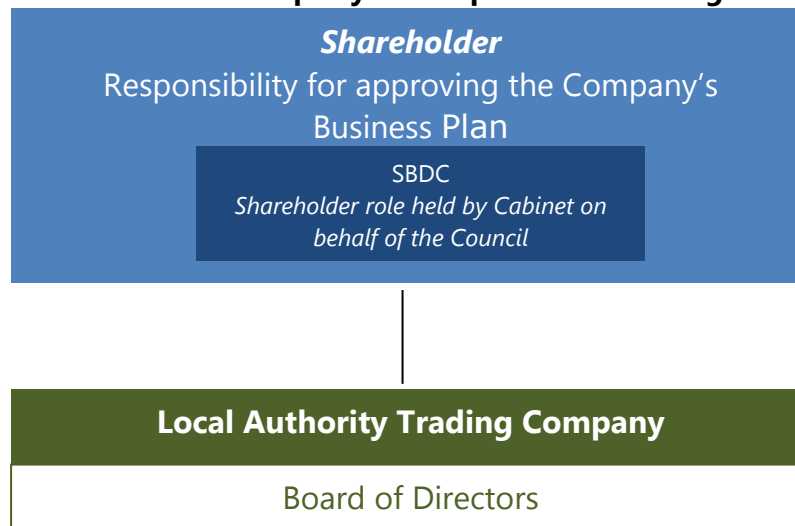 Shareholder
Responsibility for approving the Company’s
Business Plan
SBDC
Shareholder role held by Cabinet on
behalf of the Council
Local Authority Trading Company
Board of Directors